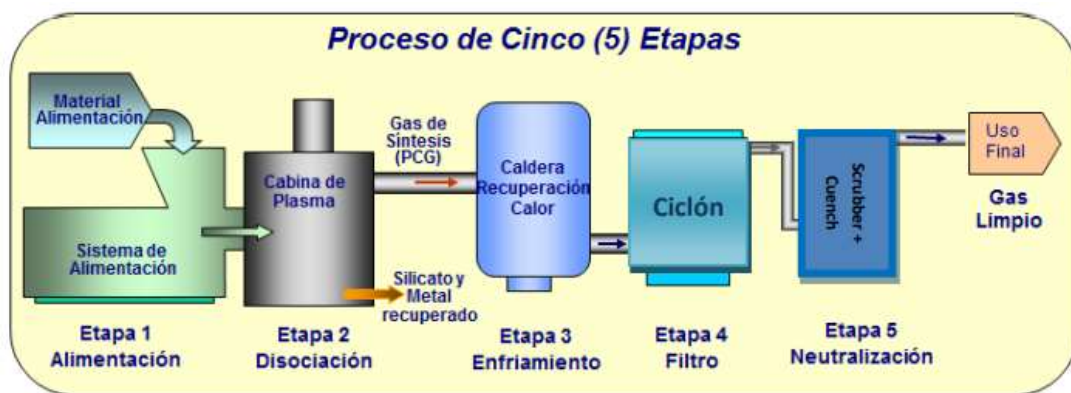 Proceso de Cinco (5) Etapas
Material
Alimentación
Sistema de
Alimentación
Cabina de
Plasma
Gas de
Síntesis
(PCG)
Silicato y
Metal
recuperado
Caldera
Recuperación
Calor
Ciclón
Scrubber +
Cuench
Uso
Final
Gas
Limpio
Etapa 1
Alimentación
Etapa 2
Disociación
Etapa 3
Enfriamiento
Etapa 4
Filtro
Etapa 5
Neutralización